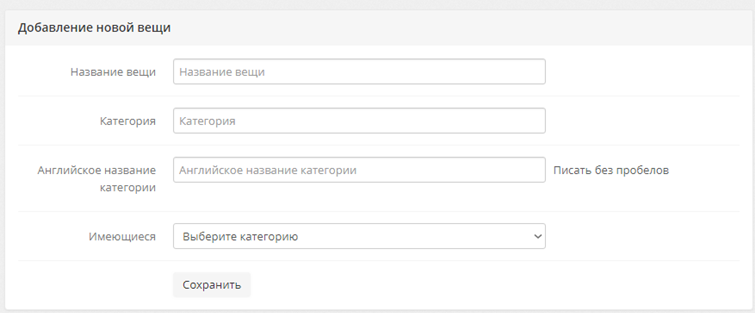 Добавление новой вещи
Название вещи Название вещи
Категория Категория
Английское название категории Английское название категории Писать без пробелов
Имеющиеся Выберите категорию
Сохранить